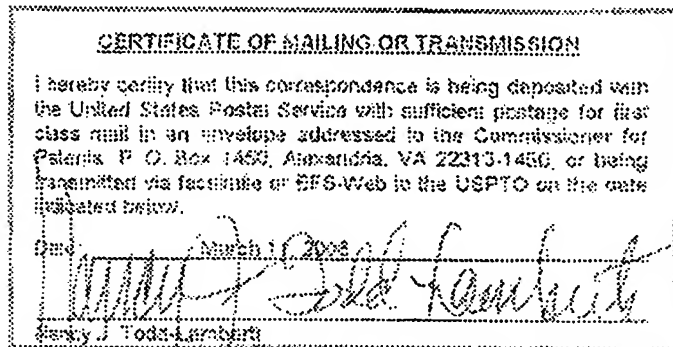 CERTIFICATE OF MAILING OR TRANSMISSION
I hereby certify that this correspondence is being deposited with
the United States Postal Service with sufficient postage for first
class mail in an envelope addressed to the Commissioner for
Patents, P. O. Box 1450, Alexandria, VA 22313-1450, or being
transmitted via facsimile or EFS-Web to the USPTO on the date
indicated below.
Date: March
Nancy J. Todd-Lamberti